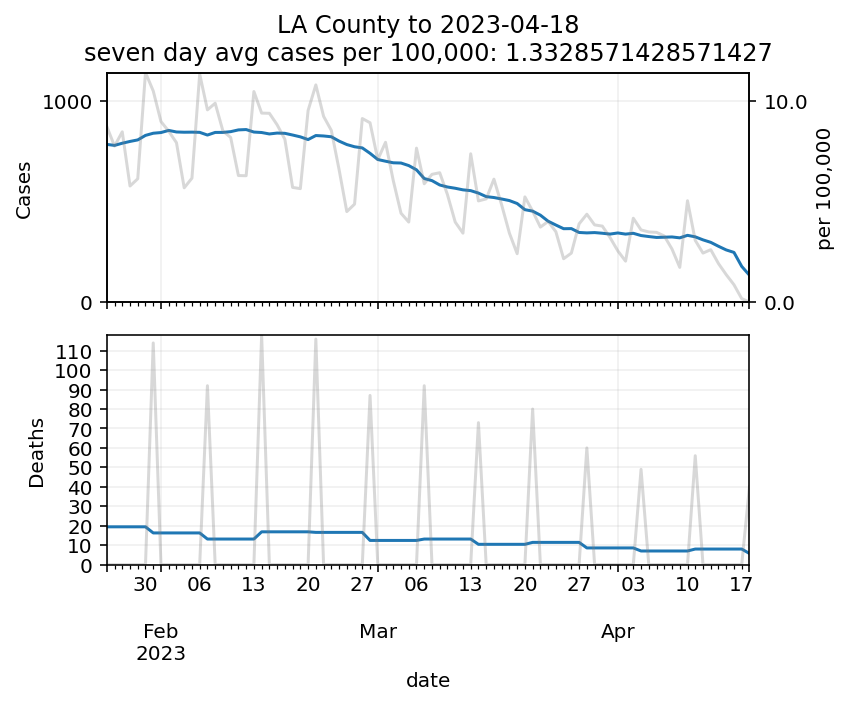 LA County to 2023-04-18
seven day avg cases per 100,000: 1.3328571428571427
1000
0
Cases
10.0
0.0
per 100,000
110
100
90
80
70
60
50
40
30
20
10
0
Deaths
30 06 13 20 27 06 13 20 27 03 10 17
Feb Mar Apr
2023
date